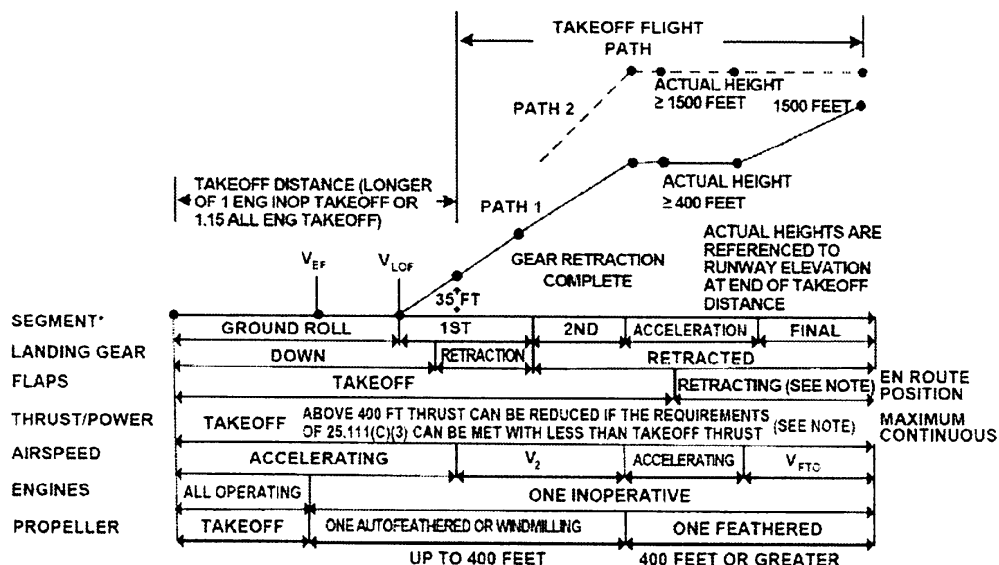 TAKEOFF FLIGHT
PATH
ACTUAL HEIGHT
≥ 1500 FEET
1500 FEET
PATH 2
TAKEOFF DISTANCE (LONGER
OF 1 ENG INOP TAKEOFF OR
1.15 ALL ENG TAKEOFF)
PATH 1
ACTUAL HEIGHT
≥ 400 FEET
V_EF
V_LOF
GEAR RETRACTION
COMPLETE
ACTUAL HEIGHTS ARE
REFERENCED TO
RUNWAY ELEVATION
AT END OF TAKEOFF
DISTANCE
35 FT
SEGMENT* GROUND ROLL 1ST 2ND ACCELERATION FINAL
LANDING GEAR DOWN RETRACTION RETRACTED
FLAPS TAKEOFF RETRACTING (SEE NOTE) EN ROUTE
POSITION
THRUST/POWER TAKEOFF ABOVE 400 FT THRUST CAN BE REDUCED IF THE REQUIREMENTS
OF 25.111(C)(3) CAN BE MET WITH LESS THAN TAKEOFF THRUST (SEE NOTE) MAXIMUM
CONTINUOUS
AIRSPEED ACCELERATING V_2 ACCELERATING V_FTO
ENGINES ALL OPERATING ONE INOPERATIVE
PROPELLER TAKEOFF ONE AUTOFEATHERED OR WINDMILLING ONE FEATHERED
UP TO 400 FEET 400 FEET OR GREATER